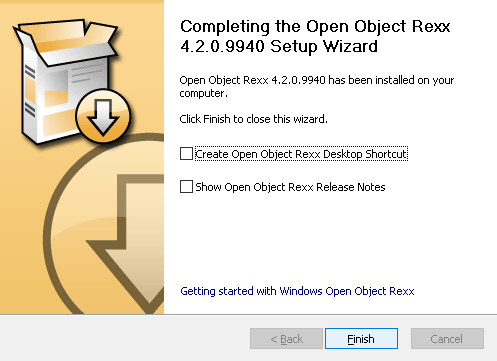 Completing the Open Object Rexx
4.2.0.9940 Setup Wizard
Open Object Rexx 4.2.0.9940 has been installed on your
computer.
Click Finish to close this wizard.
Create Open Object Rexx Desktop Shortcut
Show Open Object Rexx Release Notes
Getting started with Windows Open Object Rexx
< Back
Finish
Cancel